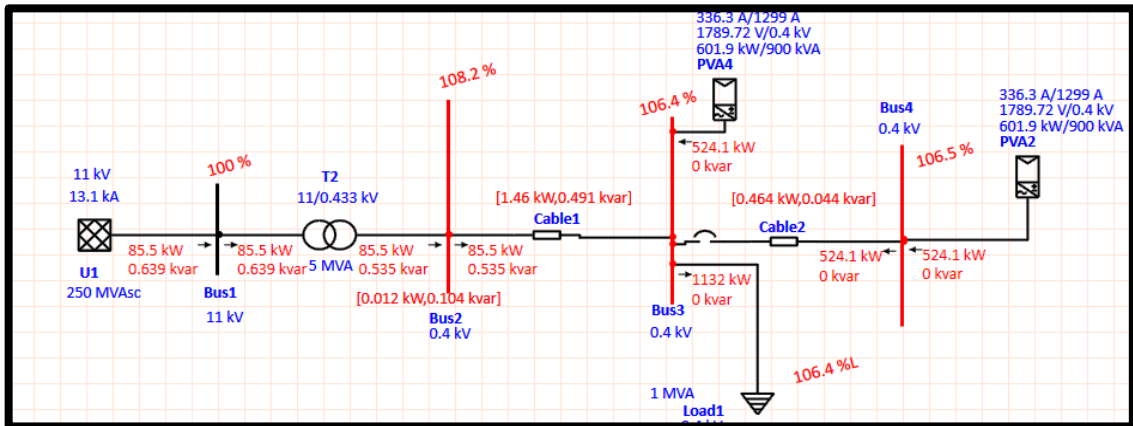 336.3 A/1299 A
1789.72 V/0.4 kV
601.9 kW/900 kVA
PVA4
336.3 A/1299 A
1789.72 V/0.4 kV
601.9 kW/900 kVA
PVA2
108.2 %
106.4 %
Bus4
0.4 kV
106.5 %
100 %
524.1 kW
0 kvar
11 kV
13.1 kA
T2
11/0.433 kV
[1.46 kW,0.491 kvar]
Cable1
[0.464 kW,0.044 kvar]
Cable2
85.5 kW
0.639 kvar
85.5 kW
0.639 kvar
5 MVA
85.5 kW
0.535 kvar
85.5 kW
0.535 kvar
524.1 kW
0 kvar
524.1 kW
0 kvar
U1
250 MVAsc
Bus1
11 kV
[0.012 kW,0.104 kvar]
Bus2
0.4 kV
1132 kW
0 kvar
Bus3
0.4 kV
106.4 %L
1 MVA
Load1